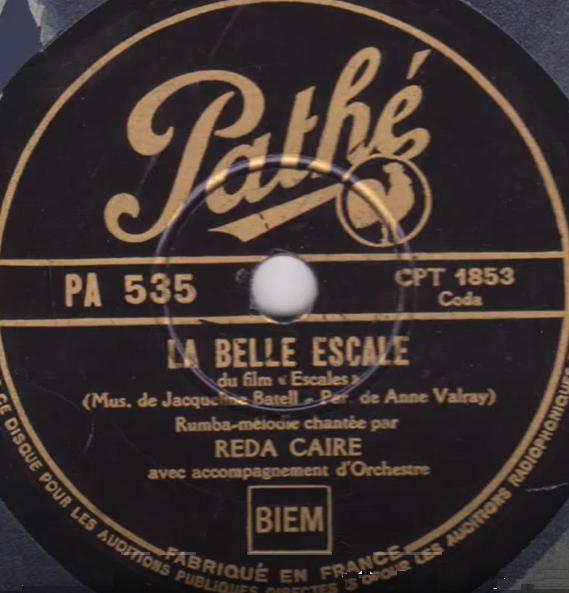 Pathé
PA 535
CPT 1853
Coda
LA BELLE ESCALE
du film « Escales »
(Mus. de Jacqueline Batell - Par. de Anne Valray)
Rumba-mélodie chantée par
REDA CAIRE
avec accompagnement d'Orchestre
BIEM
FABRIQUÉ EN FRANCE
CE DISQUE POUR LES AUDITIONS PUBLIQUES DIRECTES POUR LES AUDITIONS RADIOPHONIQUES